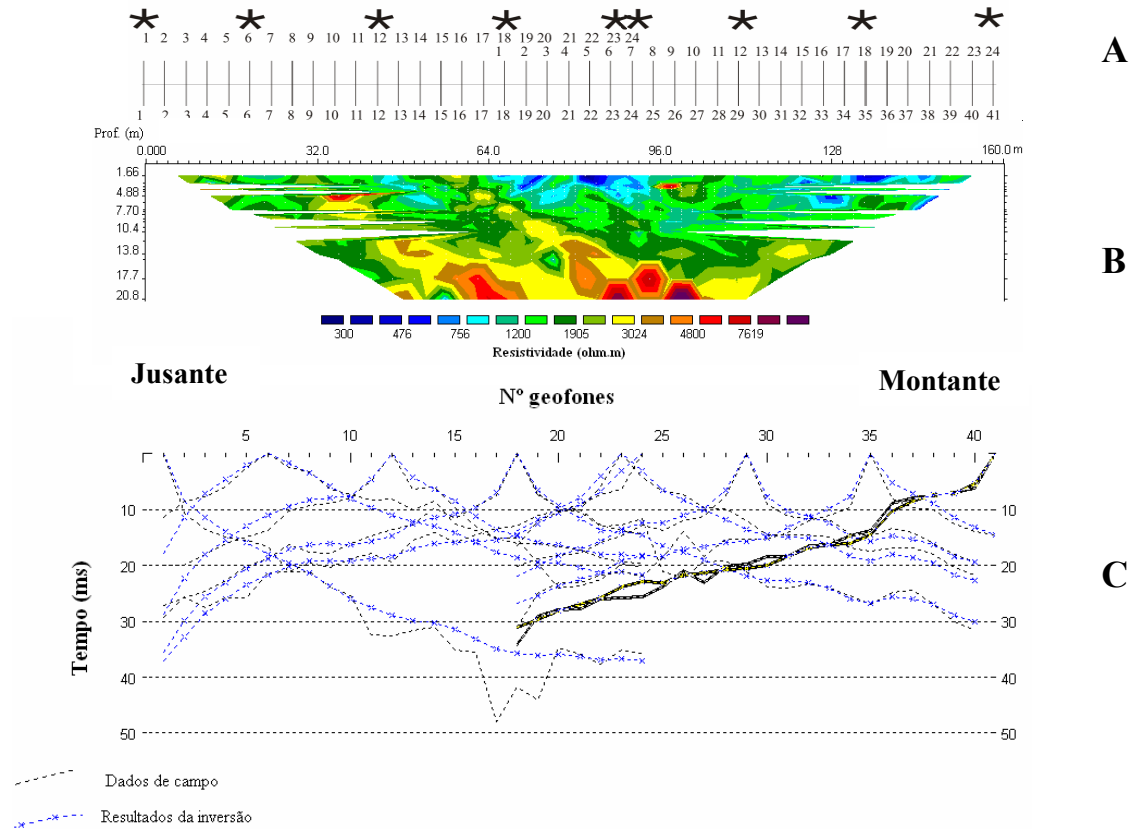 * * * * * * * * *
1 2 3 4 5 6 7 8 9 10 11 12 13 14 15 16 17 18 19 20 21 22 23 24
1 2 3 4 5 6 7 8 9 10 11 12 13 14 15 16 17 18 19 20 21 22 23 24
A
1 2 3 4 5 6 7 8 9 10 11 12 13 14 15 16 17 18 19 20 21 22 23 24 25 26 27 28 29 30 31 32 33 34 35 36 37 38 39 40 41
Prof. (m)
0.000 32.0 64.0 96.0 128 160.0 m
1.66
4.88
7.70
10.4
13.8
17.7
20.8
B
300 476 756 1200 1905 3024 4800 7619
Resistividade (ohm.m)
Jusante
Montante
Nº geofones
5 10 15 20 25 30 35 40
10 10
20 20
30 30
40 40
50 50
Tempo (ms)
C
Dados de campo
Resultados da inversão